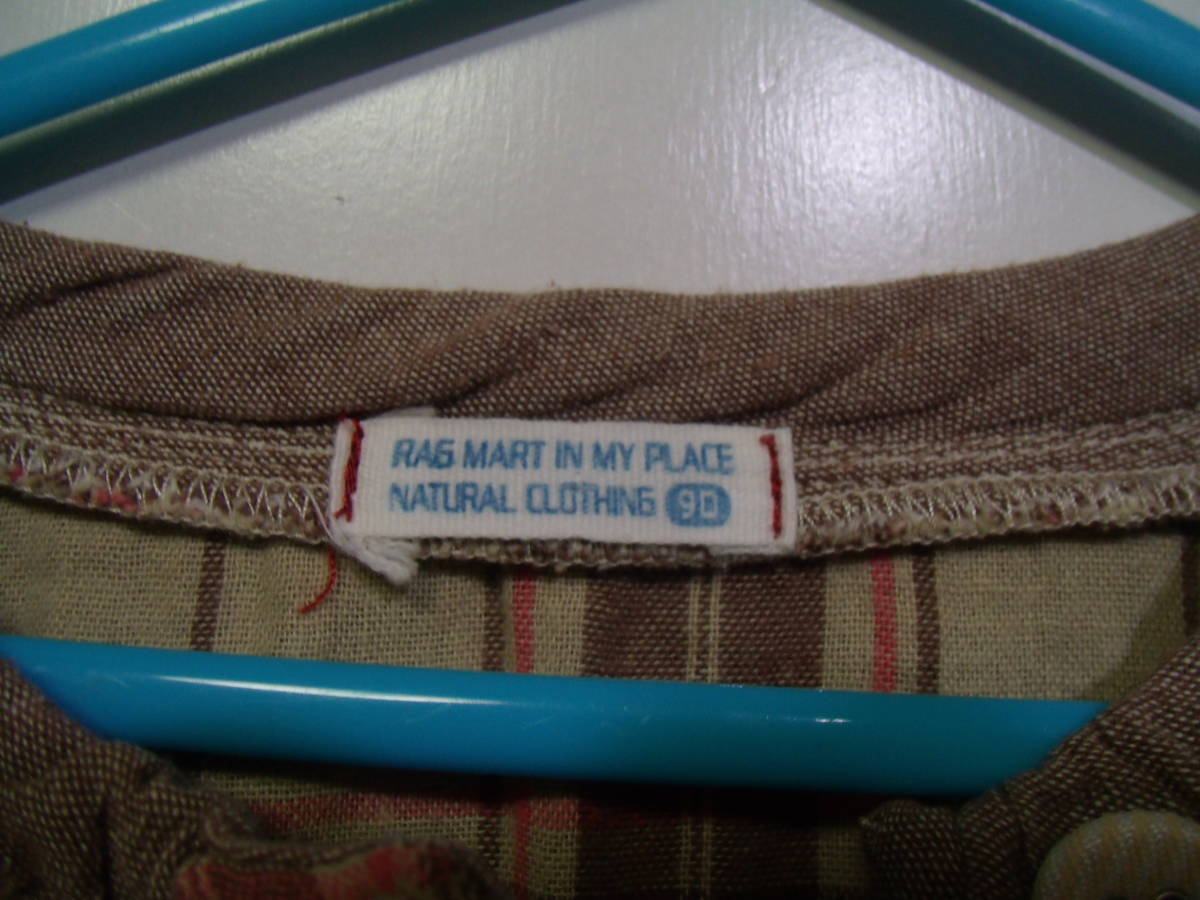 RAG MART IN MY PLACE
NATURAL CLOTHING 90